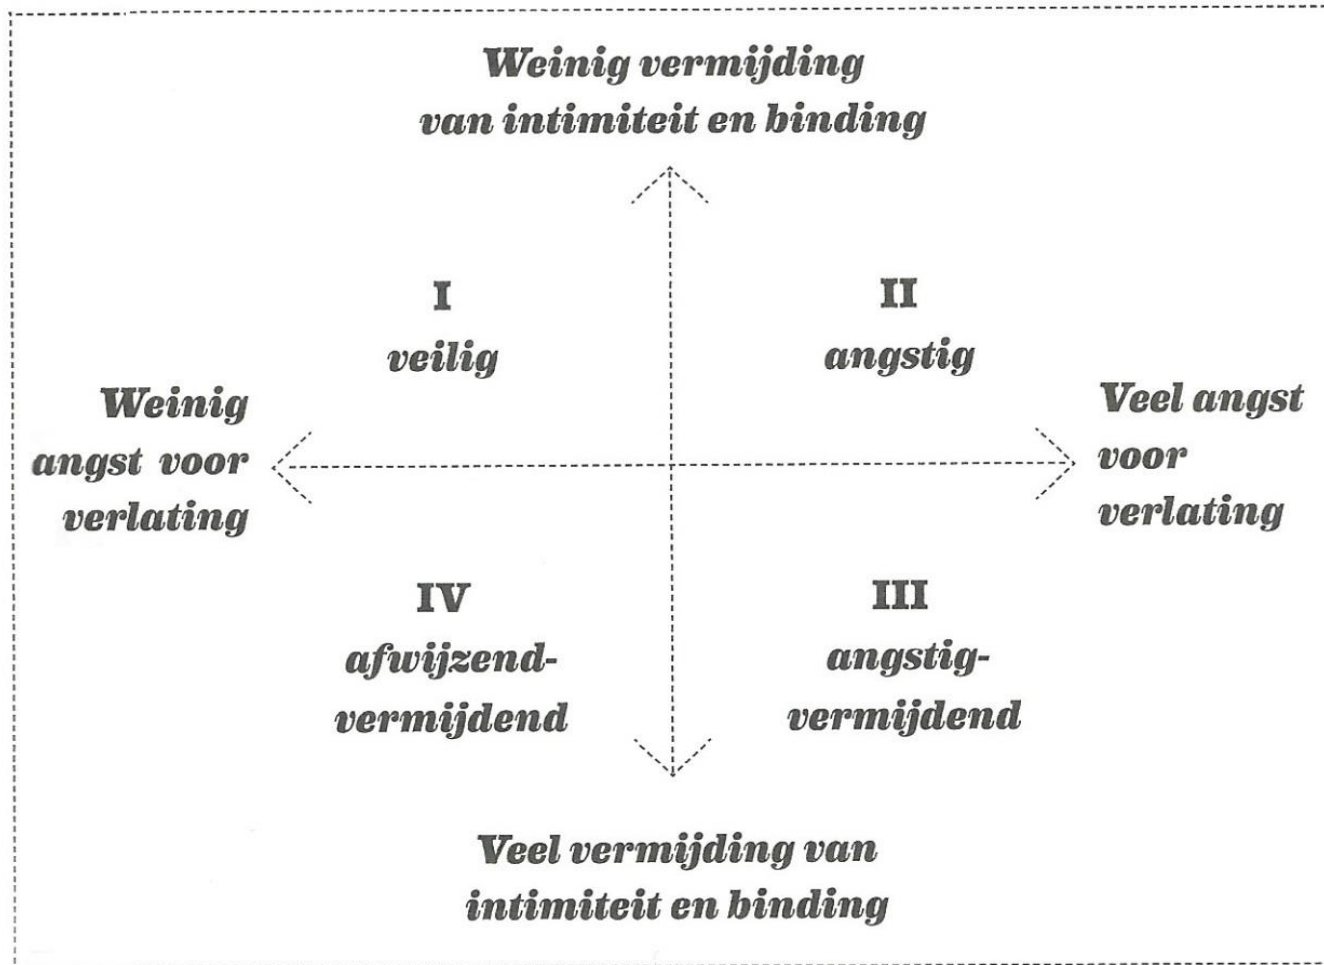 Weinig vermijding
van intimiteit en binding
I
veilig
II
angstig
Weinig
angst voor
verlating
Veel angst
voor
verlating
IV
afwijzend-
vermijdend
III
angstig-
vermijdend
Veel vermijding van
intimiteit en binding